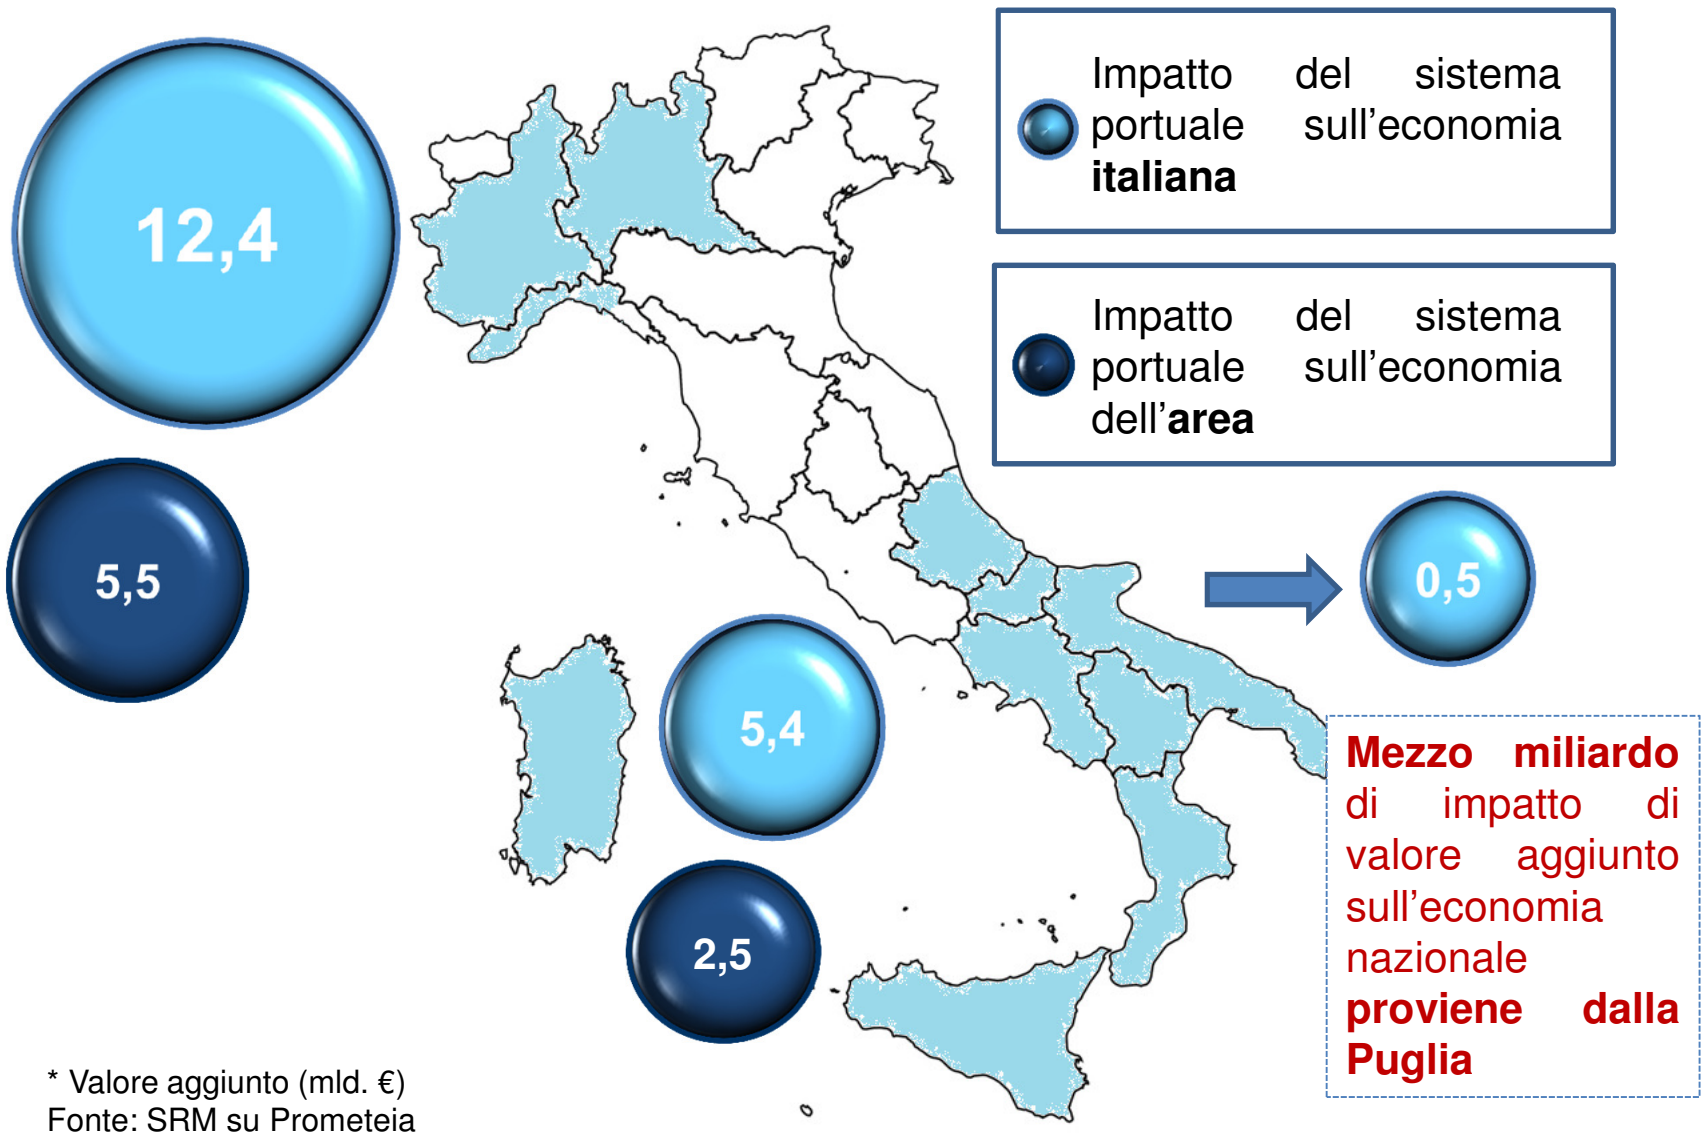 12,4
5,5
Impatto del sistema
portuale sull'economia
italiana
Impatto del sistema
portuale sull'economia
dell'area
0,5
5,4
2,5
Mezzo miliardo
di impatto di
valore aggiunto
sull'economia
nazionale
proviene dalla
Puglia
* Valore aggiunto (mld. €)
Fonte: SRM su Prometeia